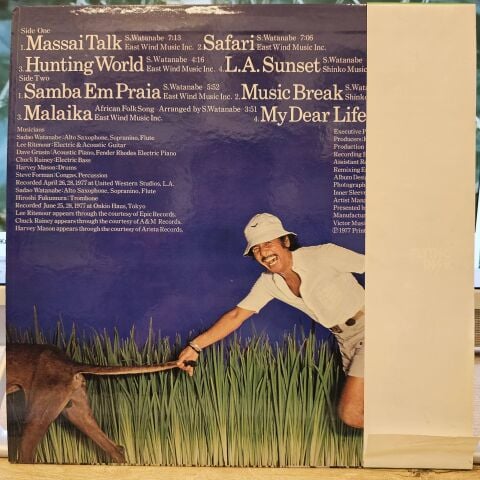 Side One
1. Massai Talk S.Watanabe 7:13 East Wind Music Inc. 2. Safari S.Watanabe 7:06 East Wind Music Inc.
3. Hunting World S.Watanabe 4:16 East Wind Music Inc. 4. L.A. Sunset S.Watanabe Shinko Music
Side Two
1. Samba Em Praia S.Watanabe 5:52 East Wind Music Inc. 2. Music Break S.Watanabe Shinko
3. Malaika African Folk Song-Arranged by S.Watanabe 3:51 East Wind Music Inc. 4. My Dear Life
Musicians
Sadao Watanabe: Alto Saxophone, Sopranino, Flute
Lee Ritenour: Electric & Acoustic Guitar
Dave Grusin: Acoustic Piano, Fender Rhodes Electric Piano
Chuck Rainey: Electric Bass
Harvey Mason: Drums
Steve Forman: Congas, Percussion
Recorded April 26, 28, 1977 at United Western Studios, L.A.
Sadao Watanabe: Alto Saxophone, Sopranino, Flute
Hiroshi Fukumura: Trombone
Recorded June 25, 28, 1977 at Onkio Haus, Tokyo
Lee Ritenour appears through the courtesy of Epic Records.
Chuck Rainey appears through the courtesy of A&M Records.
Harvey Mason appears through the courtesy of Arista Records.
Executive P
Producers:
Production
Recording
Assistant R
Remixing E
Album Desi
Photograph
Inner Sleev
Artist Mana
Presented b
Manufactur
Victor Music
Ⓟ1977 Print